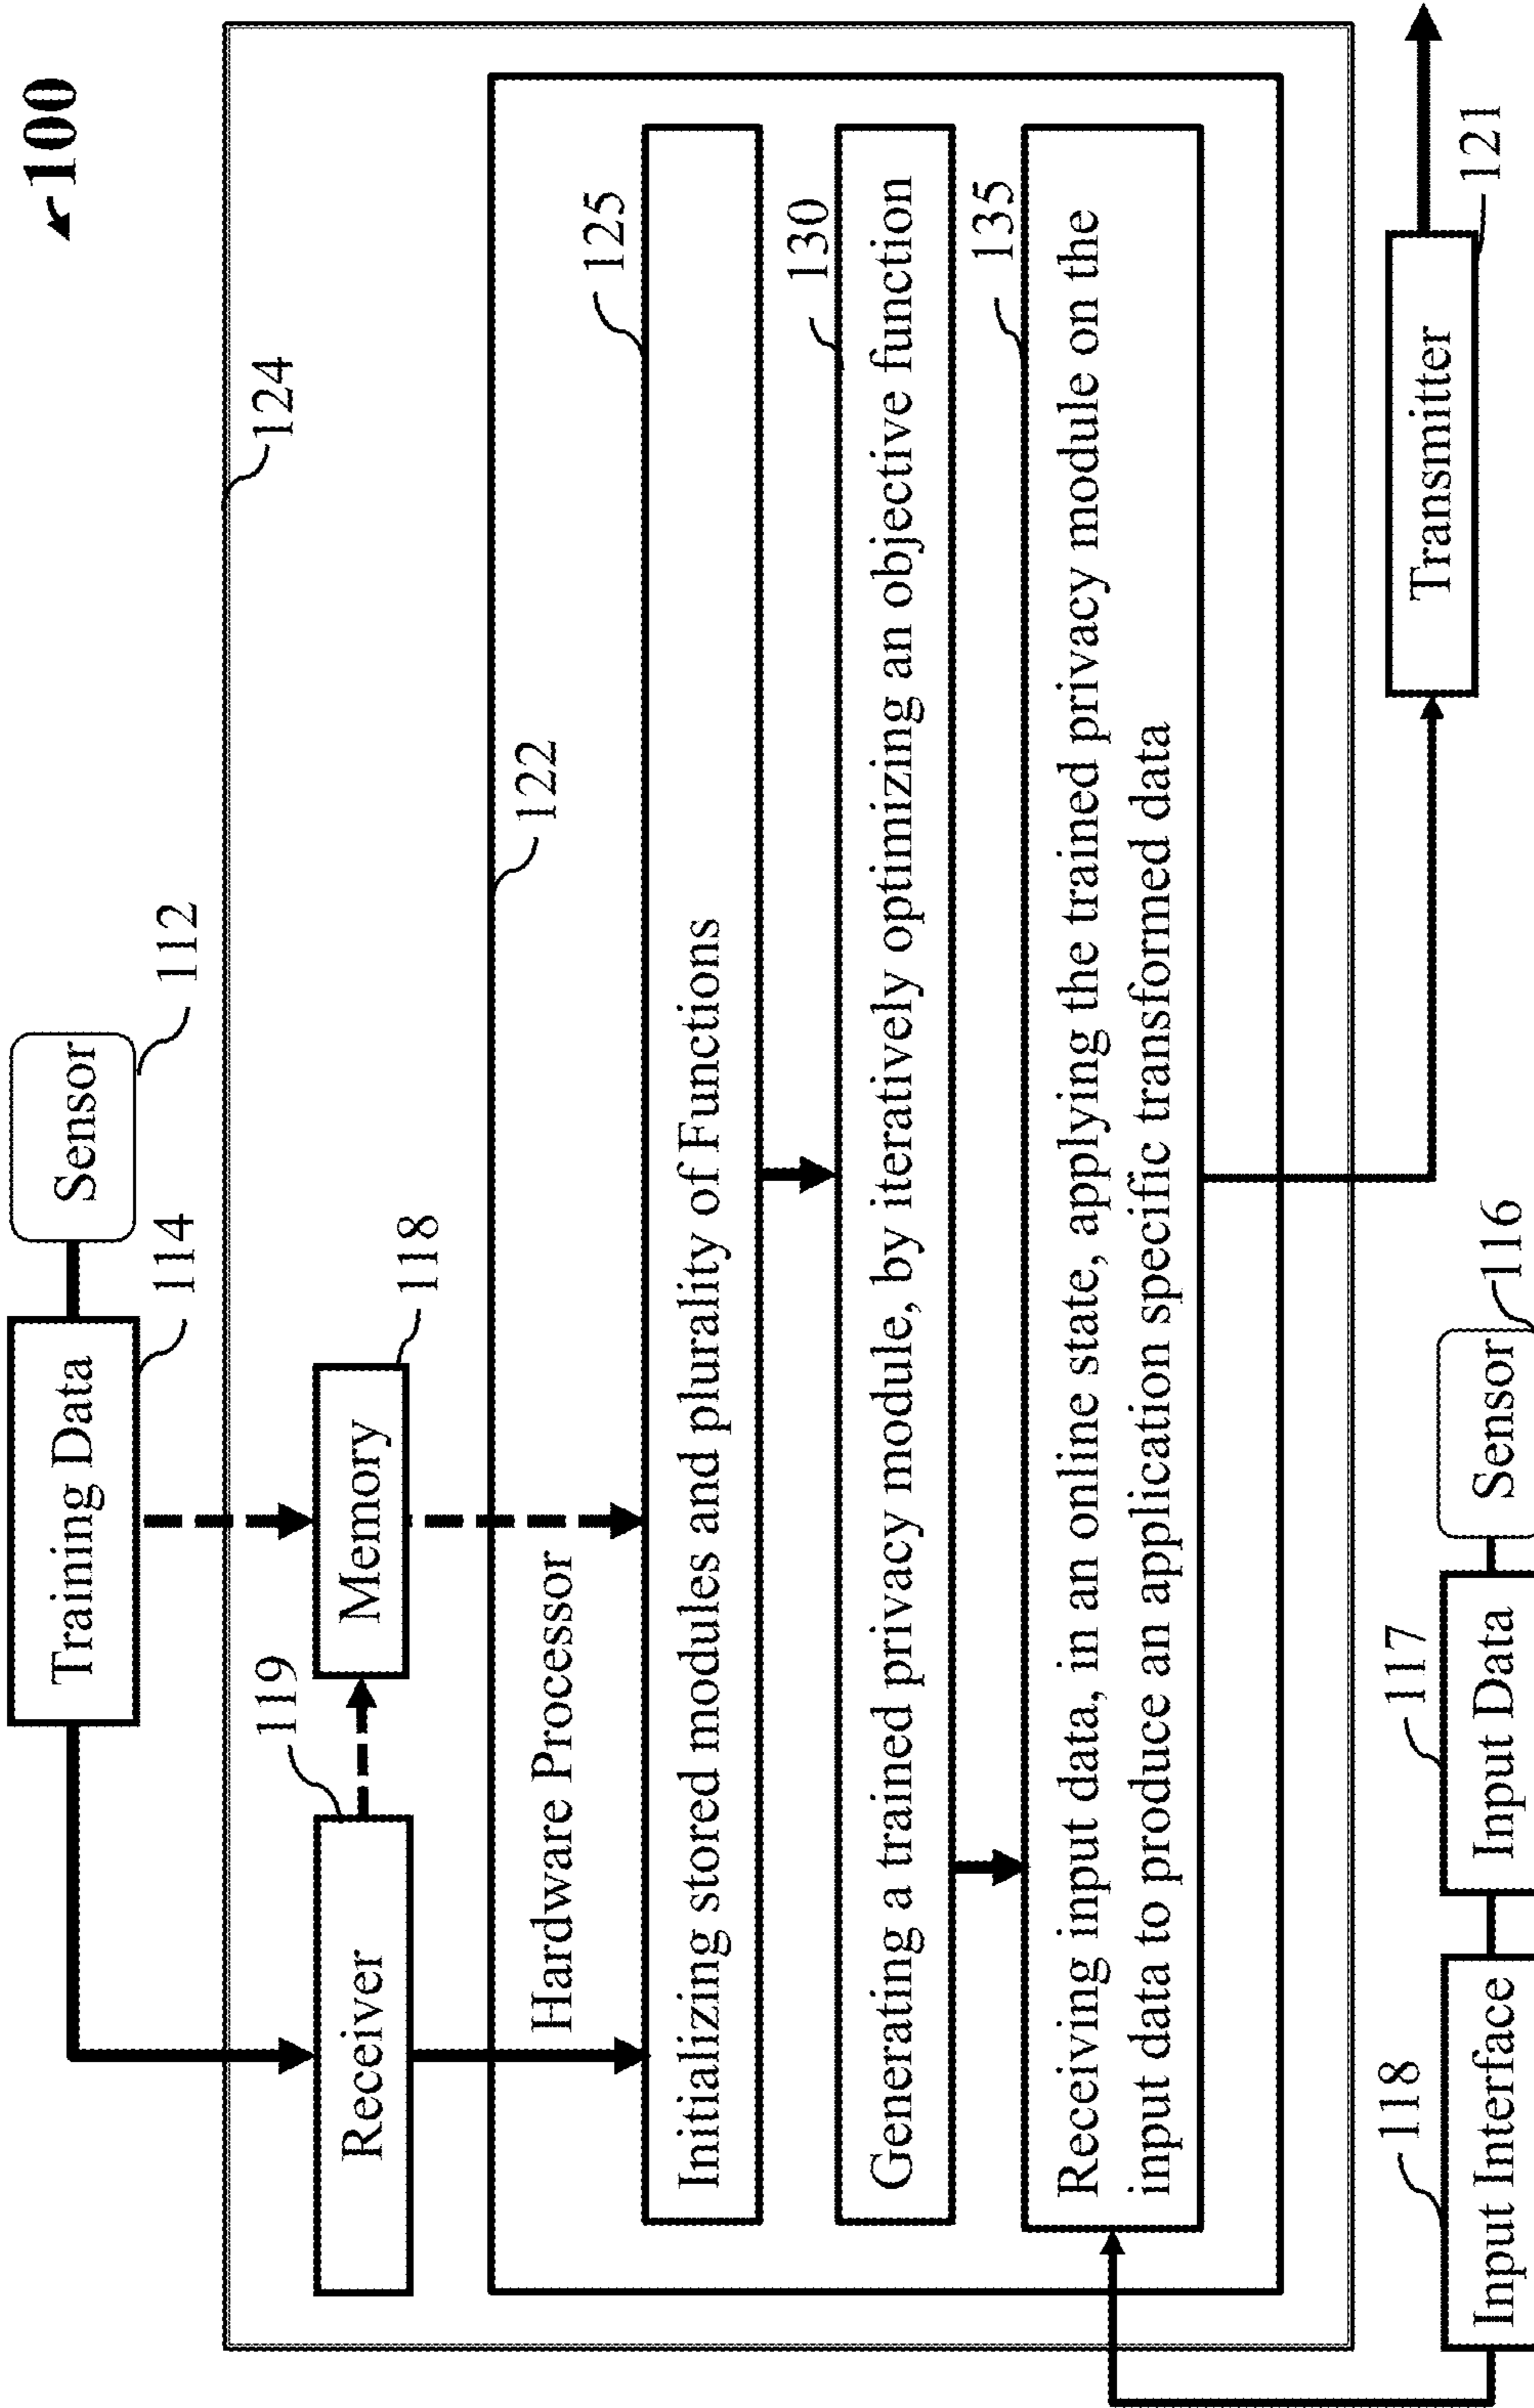 100
Sensor
112
Training Data
114
124
119
Receiver
Memory
118
122
Hardware Processor
125
Initializing stored modules and plurality of Functions
130
Generating a trained privacy module, by iteratively optimizing an objective function
135
Receiving input data, in an online state, applying the trained privacy module on the
input data to produce an application specific transformed data
118
Input Interface
117
Input Data
Sensor
116
Transmitter
121